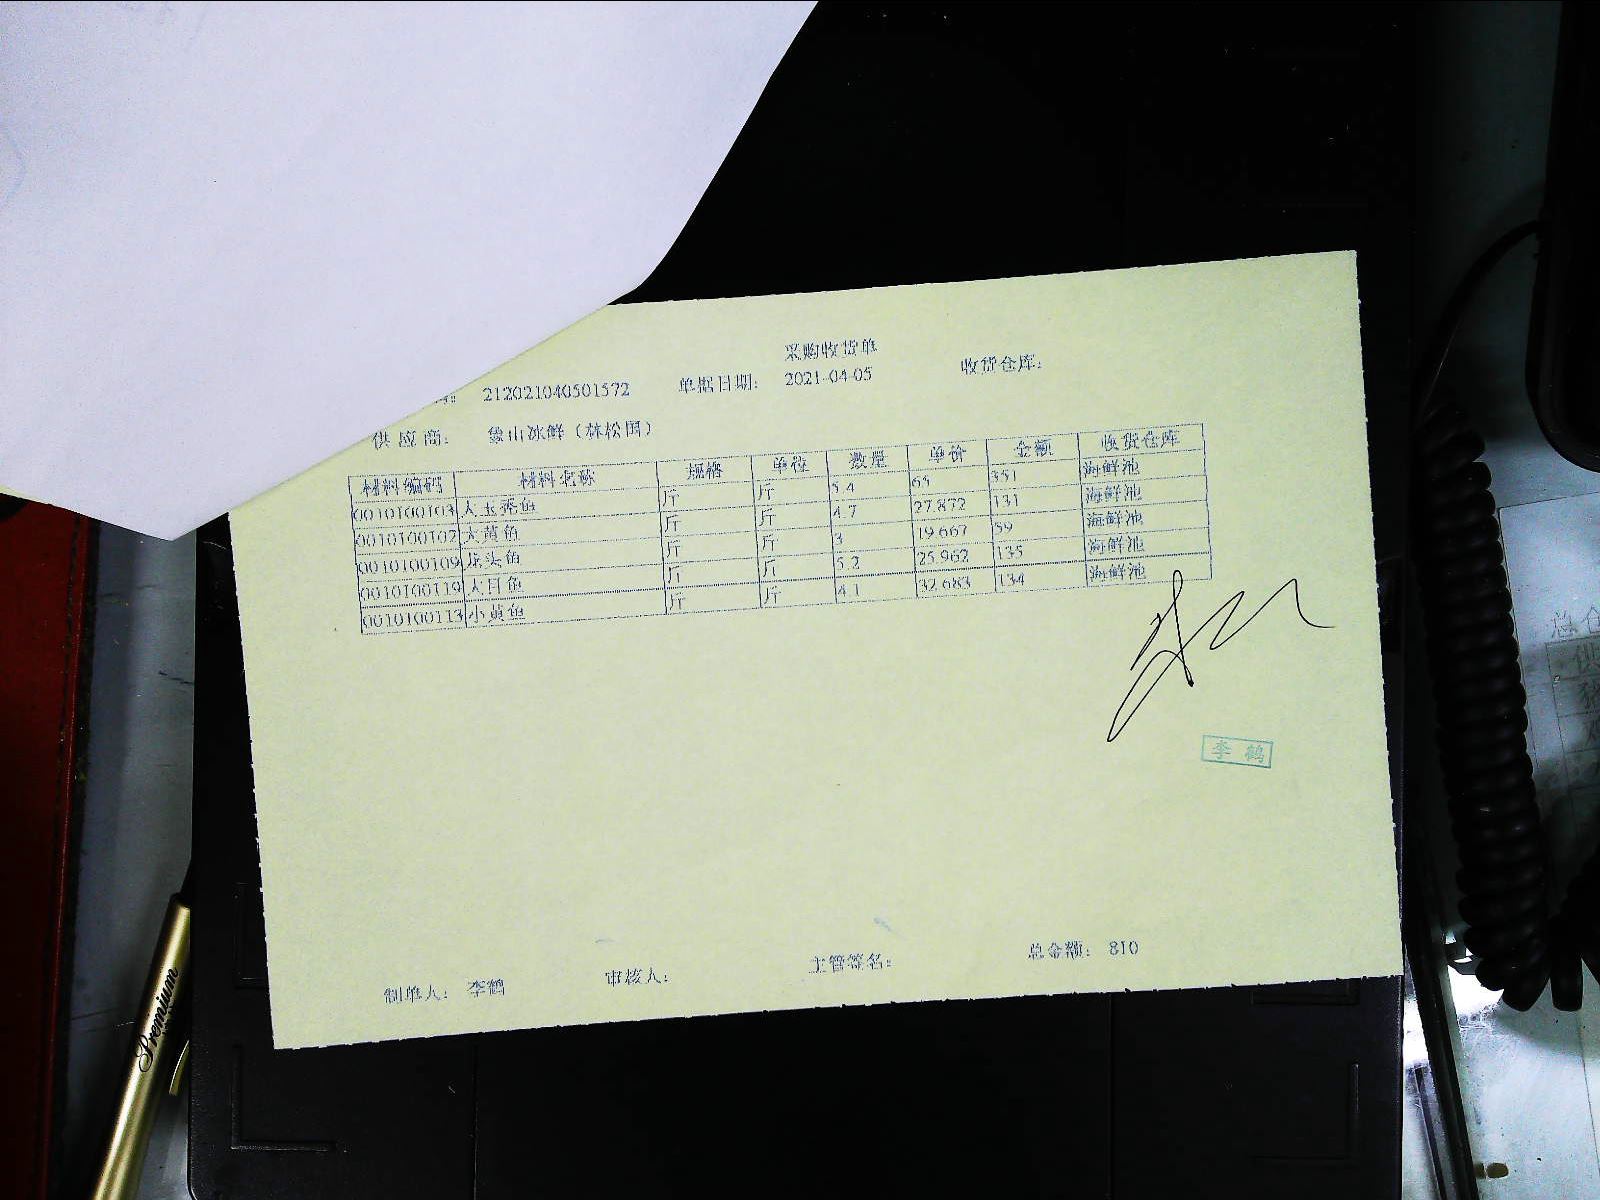 采购收货单
212021040501572 单据日期: 2021-04-05 收货仓库:
供应商: 象山冰鲜(林松国)
材料编码 材料名称 规格 单位 数量 单价 金额 收货仓库
0010100103 大玉秃鱼 斤 斤 5.4 65 351 海鲜池
0010100102 大黄鱼 斤 斤 4.7 27.872 131 海鲜池
0010100109 龙头鱼 斤 斤 3 19.667 59 海鲜池
0010100119 大目鱼 斤 斤 5.2 25.962 135 海鲜池
0010100113 小黄鱼 斤 斤 4.1 32.683 134 海鲜池
李鹤
制单人: 李鹤 审核人: 主管签名: 总金额: 810
Premium